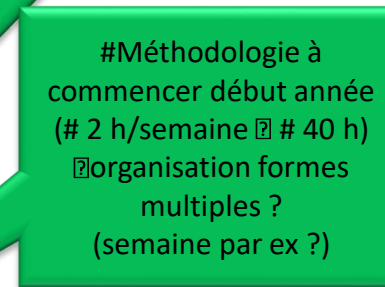 #Méthodologie à
commencer début année
(# 2 h/semaine � # 40 h)
�organisation formes
multiples ?
(semaine par ex ?)